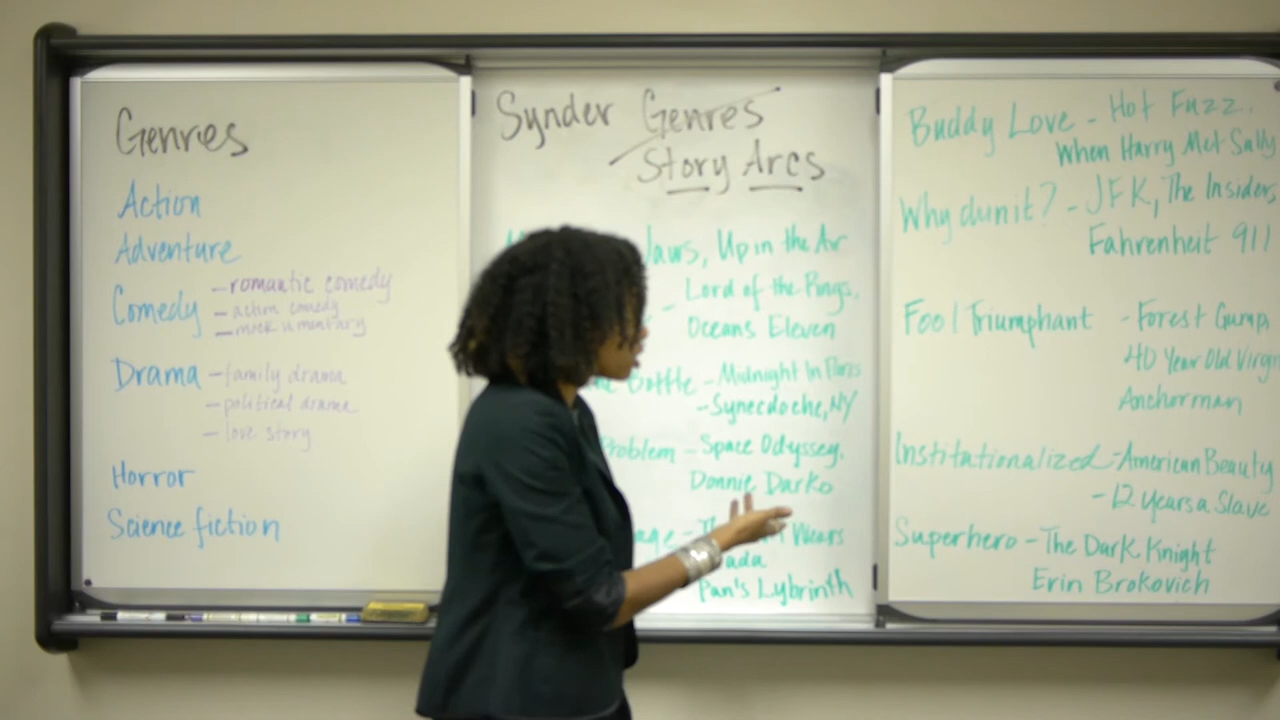 Genres
Action
Adventure
Comedy - romantic comedy
- action comedy
- mock umentary
Drama - family drama
- political drama
- love story
Horror
Science fiction
Synder Genres
Story Arcs
Jaws, Up in the Air
- Lord of the Rings,
Oceans Eleven
the Bottle - Midnight In Paris
- Synecdoche, NY
Problem - Space Odyssey,
Donnie Darko
Wears
Pan's Lybrinth
Buddy Love - Hot Fuzz.
When Harry Met Sally
Why dunit? - JFK, The Insiders
Fahrenheit 911
Fool Triumphant - Forest Gump,
40 Year Old Virgin
Anchorman
Institutionalized - American Beauty
- 12 years a Slave
Superhero - The Dark Knight
Erin Brokovich